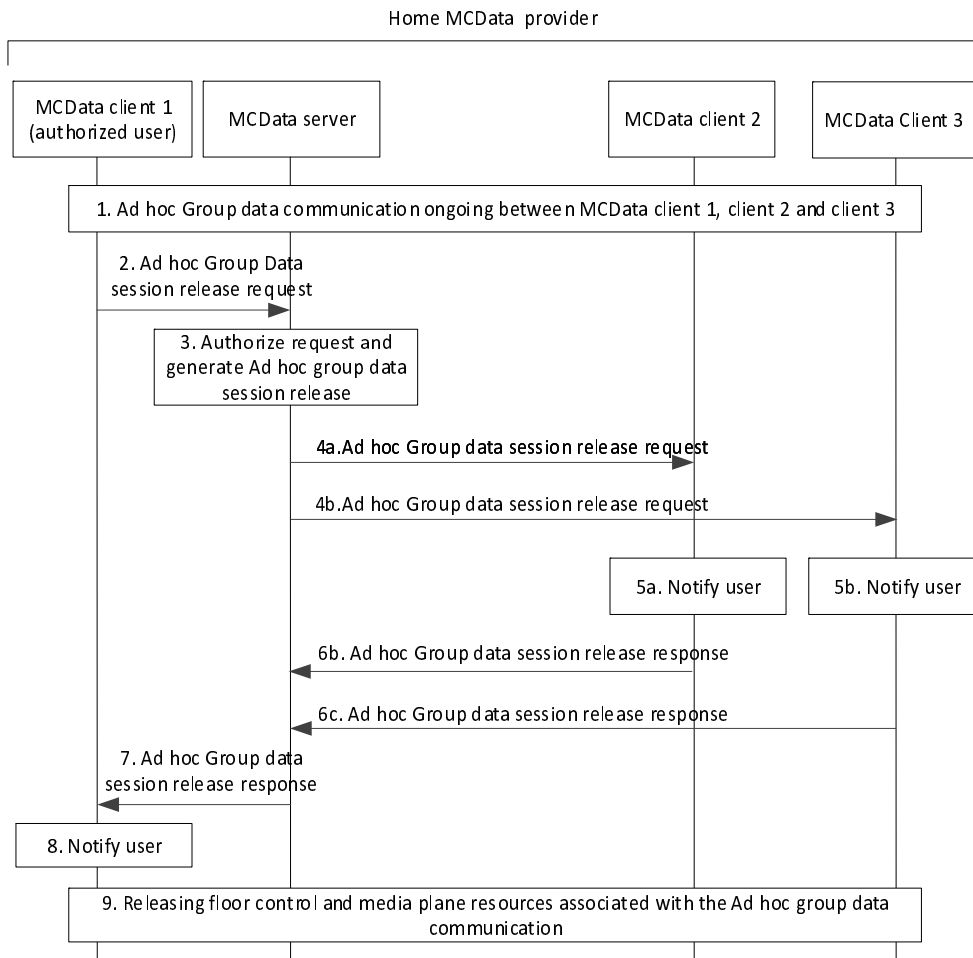 Home MCData provider
MCData client 1
(authorized user)
MCData server
MCData client 2
MCData Client 3
1. Ad hoc Group data communication ongoing between MCData client 1, client 2 and client 3
2. Ad hoc Group Data
session release request
3. Authorize request and
generate Ad hoc group data
session release
4a.Ad hoc Group data session release request
4b.Ad hoc Group data session release request
5a. Notify user
5b. Notify user
6b. Ad hoc Group data session release response
6c. Ad hoc Group data session release response
7. Ad hoc Group data
session release response
8. Notify user
9. Releasing floor control and media plane resources associated with the Ad hoc group data
communication